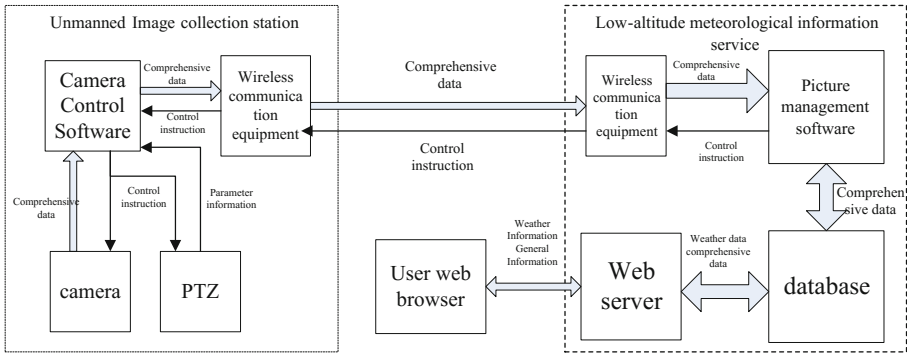 Unmanned Image collection station
Low-altitude meteorological information
service
Camera
Control
Software
Comprehensive
data
Control
instruction
Wireless
communica
tion
equipment
Comprehensive
data
Control
instruction
Wireless
communica
tion
equipment
Comprehensive
data
Control
instruction
Picture
management
software
Comprehensive
data
Control
instruction
Parameter
information
Comprehen
sive data
camera
PTZ
User web
browser
Weather
Information
General
Information
Web
server
Weather data
comprehensive
data
database